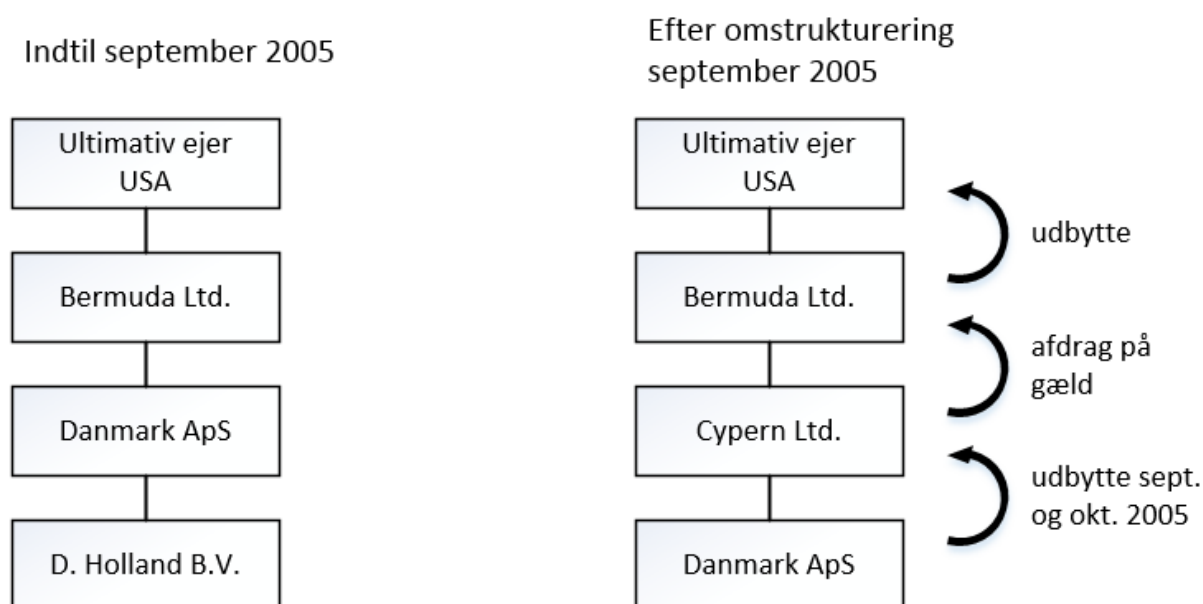 Indtil september 2005
Ultimativ ejer
USA
Bermuda Ltd.
Danmark ApS
D. Holland B.V.
Efter omstrukturering
september 2005
Ultimativ ejer
USA
Bermuda Ltd.
Cypern Ltd.
Danmark ApS
udbytte
afdrag på
gæld
udbytte sept.
og okt. 2005